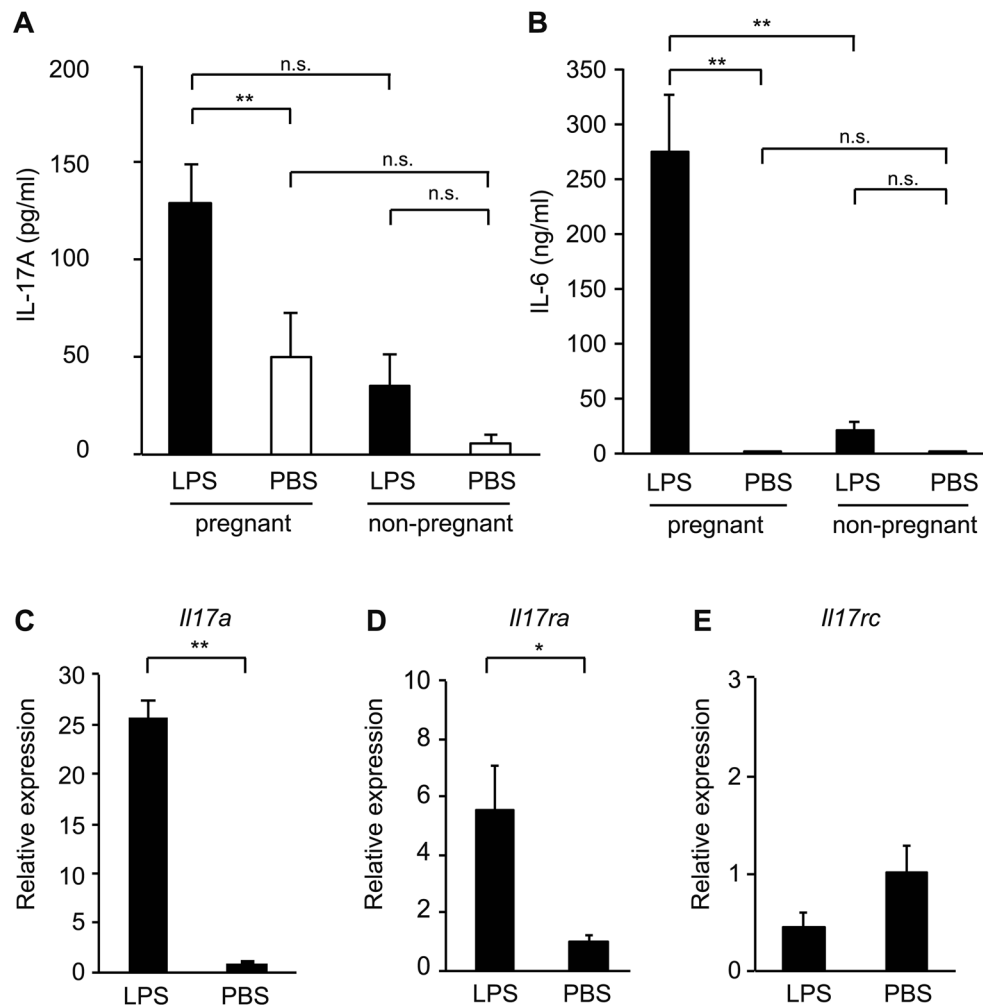 A
200
150
100
50
0
IL-17A (pg/ml)
n.s.
**
n.s.
n.s.
LPS PBS LPS PBS
pregnant non-pregnant
B
350
300
250
200
150
100
50
0
IL-6 (ng/ml)
**
**
n.s.
n.s.
LPS PBS LPS PBS
pregnant non-pregnant
C
Il17a
**
30
25
20
15
10
5
0
Relative expression
LPS PBS
D
Il17ra
*
10
8
6
4
2
0
Relative expression
LPS PBS
E
Il17rc
3
2
1
0
Relative expression
LPS PBS